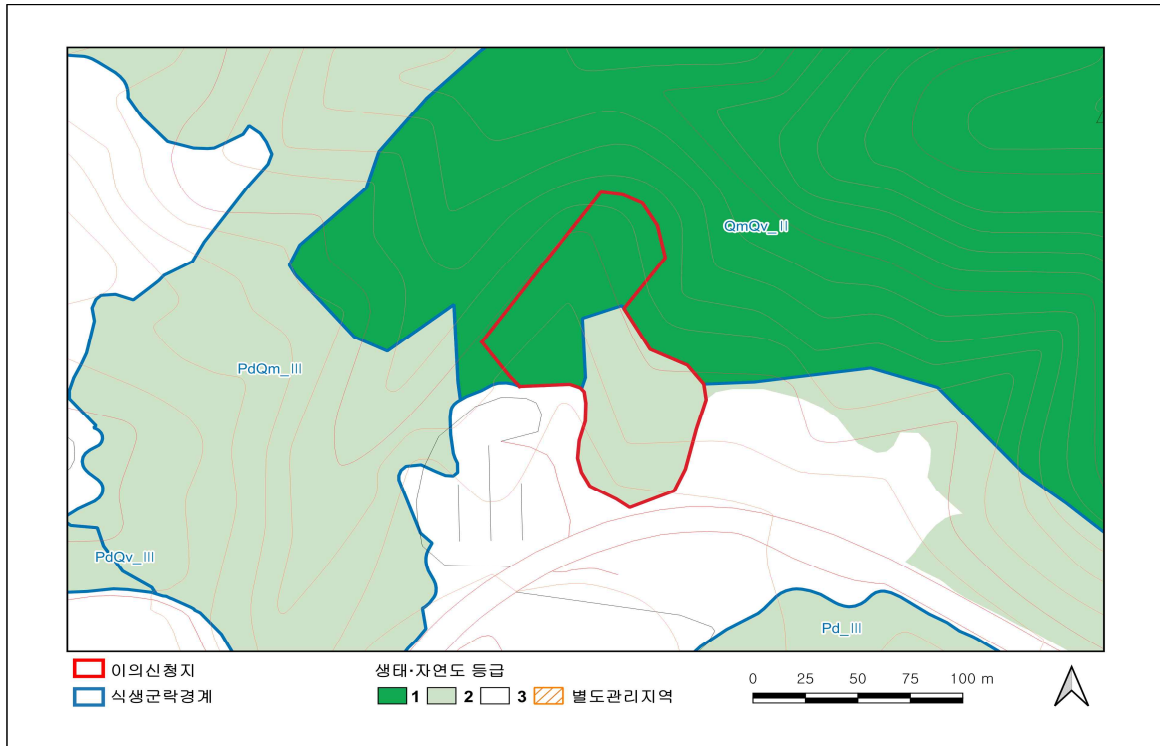 QmQv_Ⅱ
PdQm_Ⅲ
PdQv_Ⅲ
Pd_Ⅲ
이의신청지
식생군락경계
생태·자연도 등급
1 2 3 별도관리지역
0 25 50 75 100 m